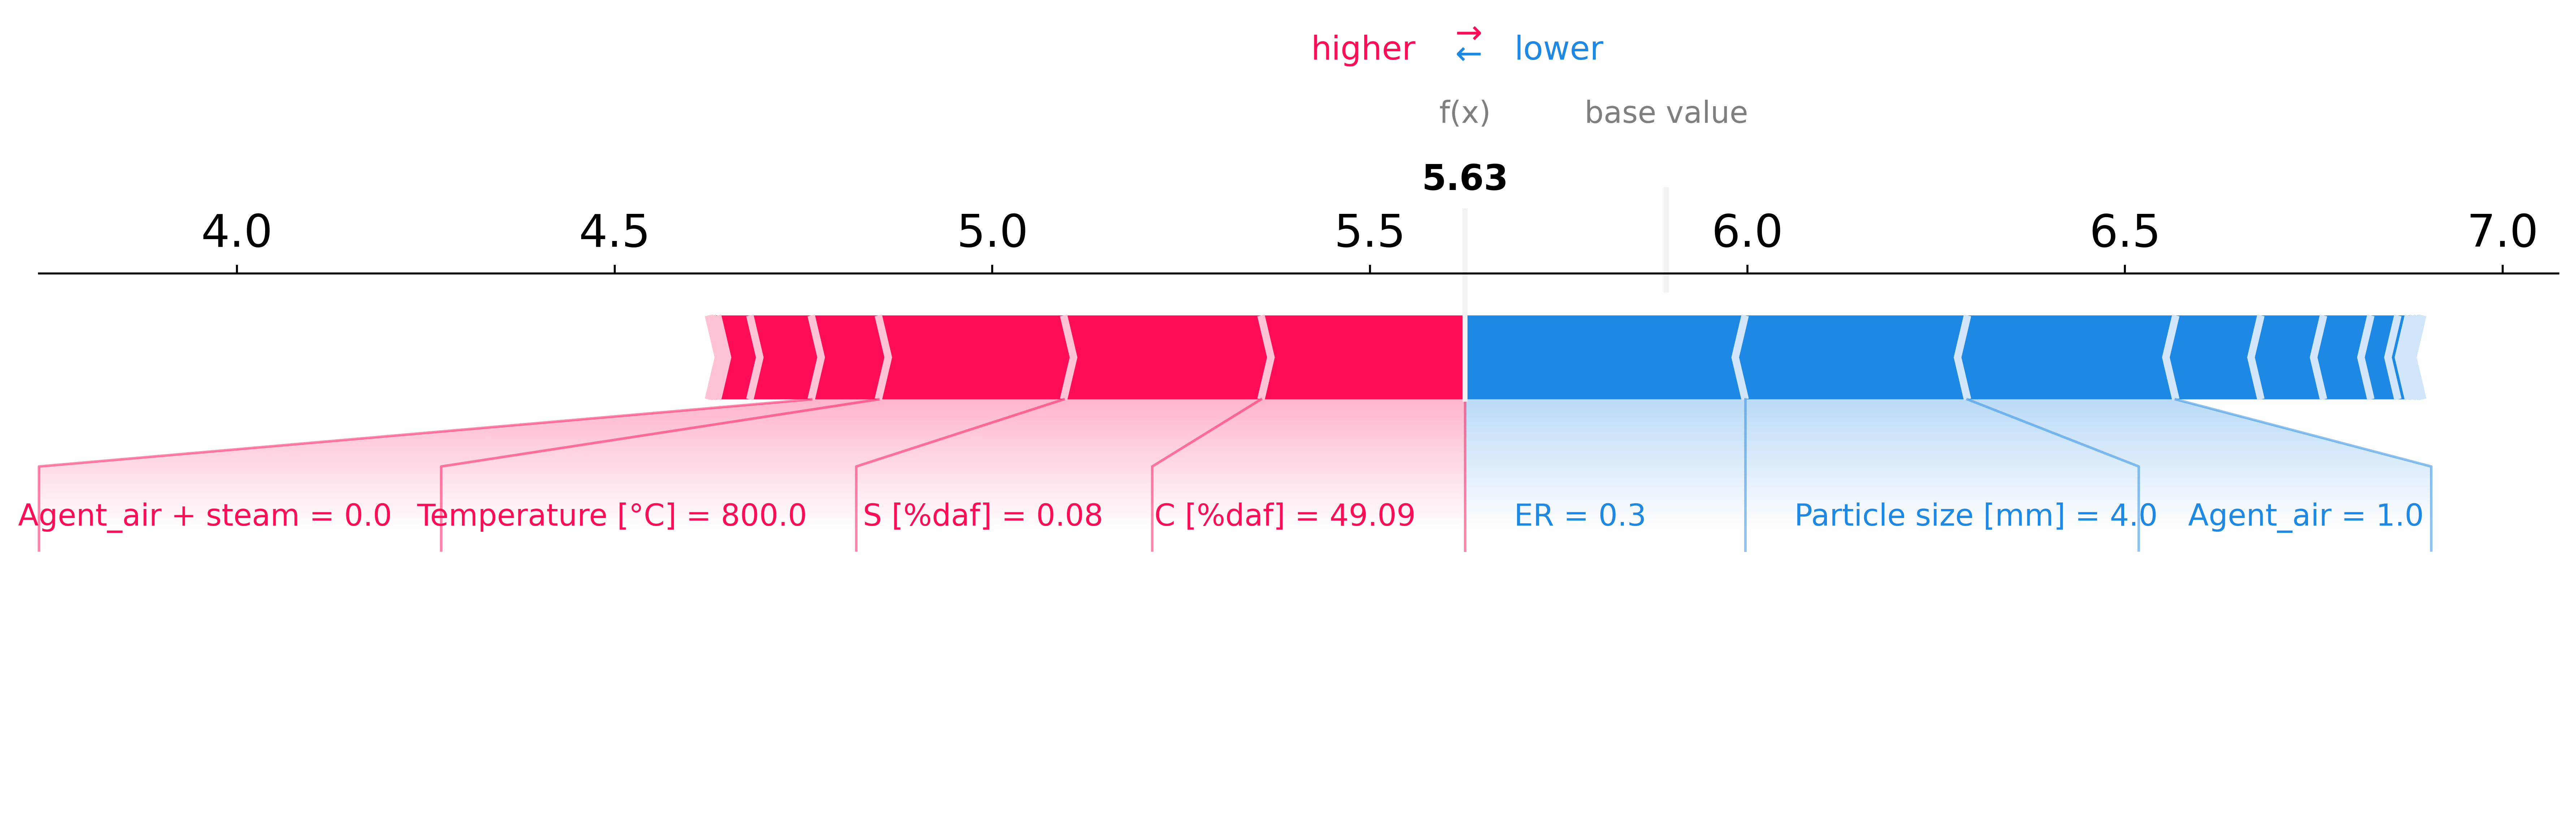 higher → ← lower
f(x) base value
5.63
4.0 4.5 5.0 5.5 6.0 6.5 7.0
Agent_air + steam = 0.0 Temperature [°C] = 800.0 S [%daf] = 0.08 C [%daf] = 49.09 ER = 0.3 Particle size [mm] = 4.0 Agent_air = 1.0